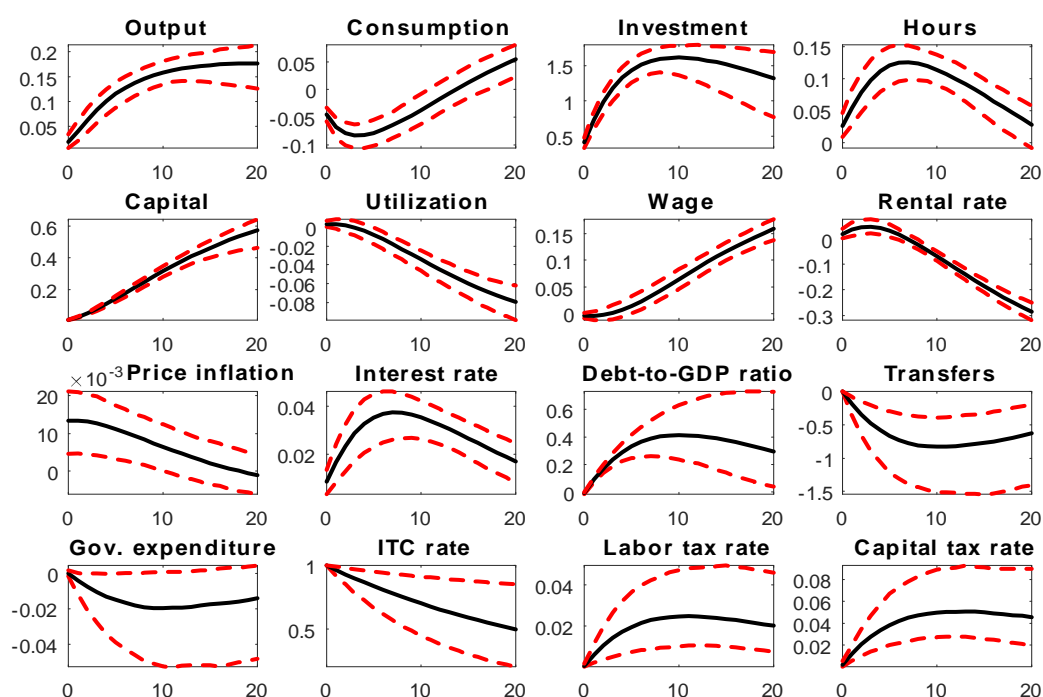 Output Consumption Investment Hours
0.2 0.15 0.1 0.05
0 10 20
0.05 0 -0.05 -0.1
0 10 20
1.5 1 0.5
0 10 20
0.15 0.1 0.05 0
0 10 20
Capital Utilization Wage Rental rate
0.6 0.4 0.2
0 10 20
0 -0.02 -0.04 -0.06 -0.08
0 10 20
0.15 0.1 0.05 0
0 10 20
0 -0.1 -0.2 -0.3
0 10 20
×10⁻³ Price inflation Interest rate Debt-to-GDP ratio Transfers
20 10 0
0 10 20
0.04 0.02
0 10 20
0.6 0.4 0.2 0
0 10 20
0 -0.5 -1 -1.5
0 10 20
Gov. expenditure ITC rate Labor tax rate Capital tax rate
0 -0.02 -0.04
0 10 20
1 0.5
0 10 20
0.04 0.02
0 10 20
0.08 0.06 0.04 0.02 0
0 10 20